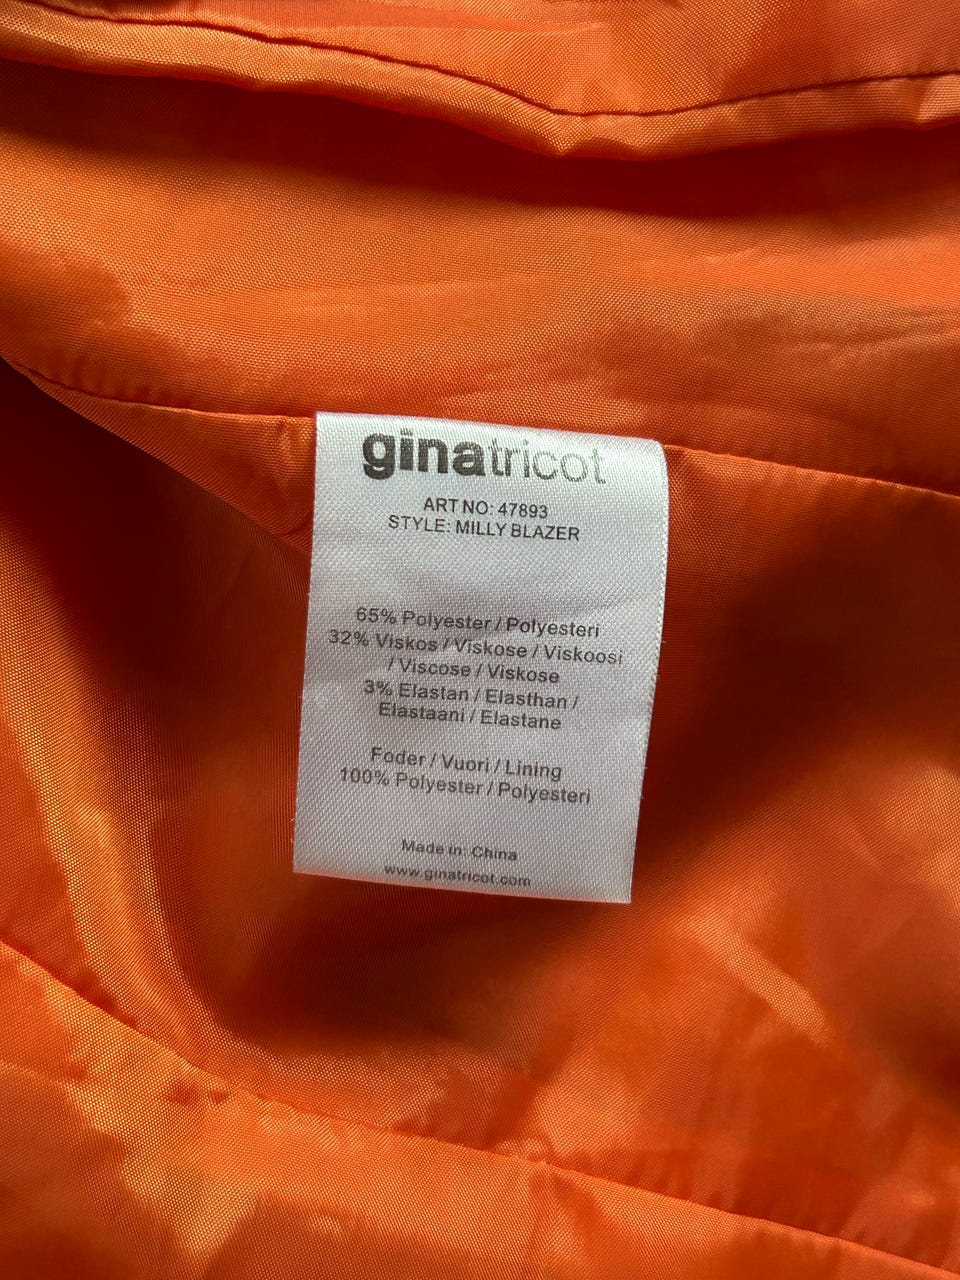 ginatricot
ART NO: 47893
STYLE: MILLY BLAZER
65% Polyester / Polyesteri
32% Viskos / Viskose / Viskoosi
/ Viscose / Viskose
3% Elastan / Elasthan /
Elastaani / Elastane
Foder / Vuori / Lining
100% Polyester / Polyesteri
Made in: China
www.ginatricot.com